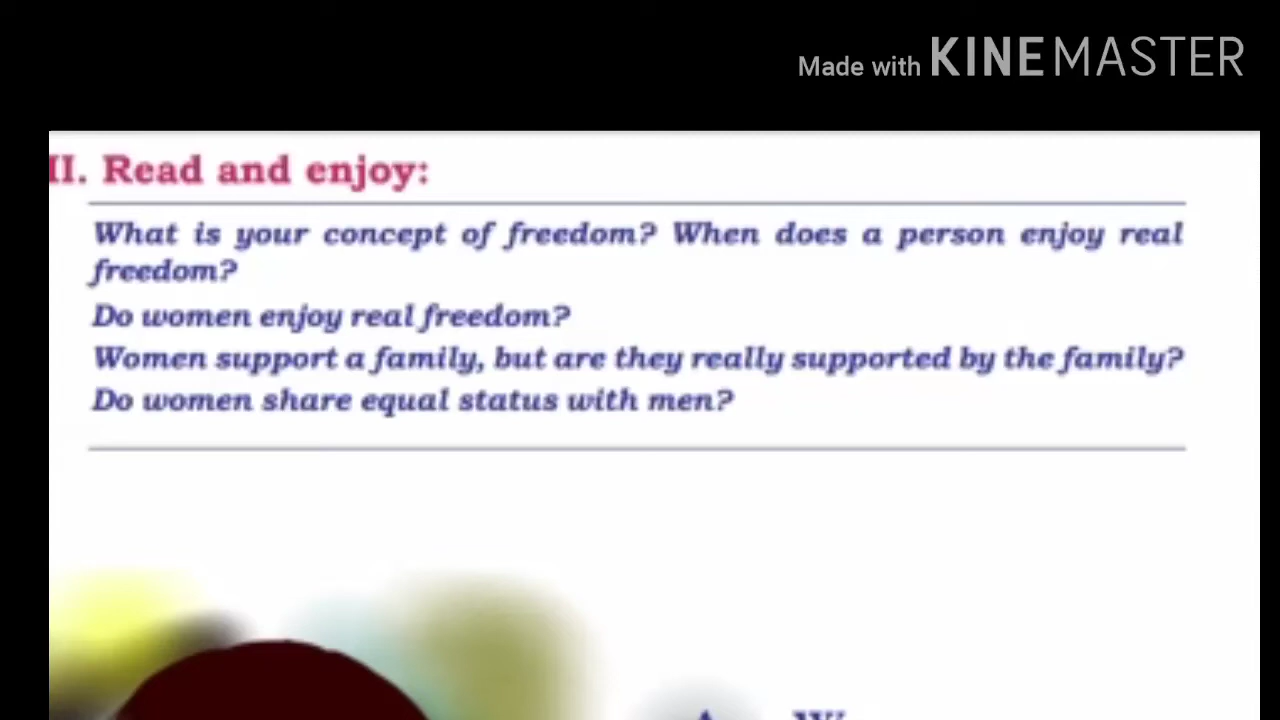 Made with KINEMASTER
II. Read and enjoy:
What is your concept of freedom? When does a person enjoy real
freedom?
Do women enjoy real freedom?
Women support a family, but are they really supported by the family?
Do women share equal status with men?